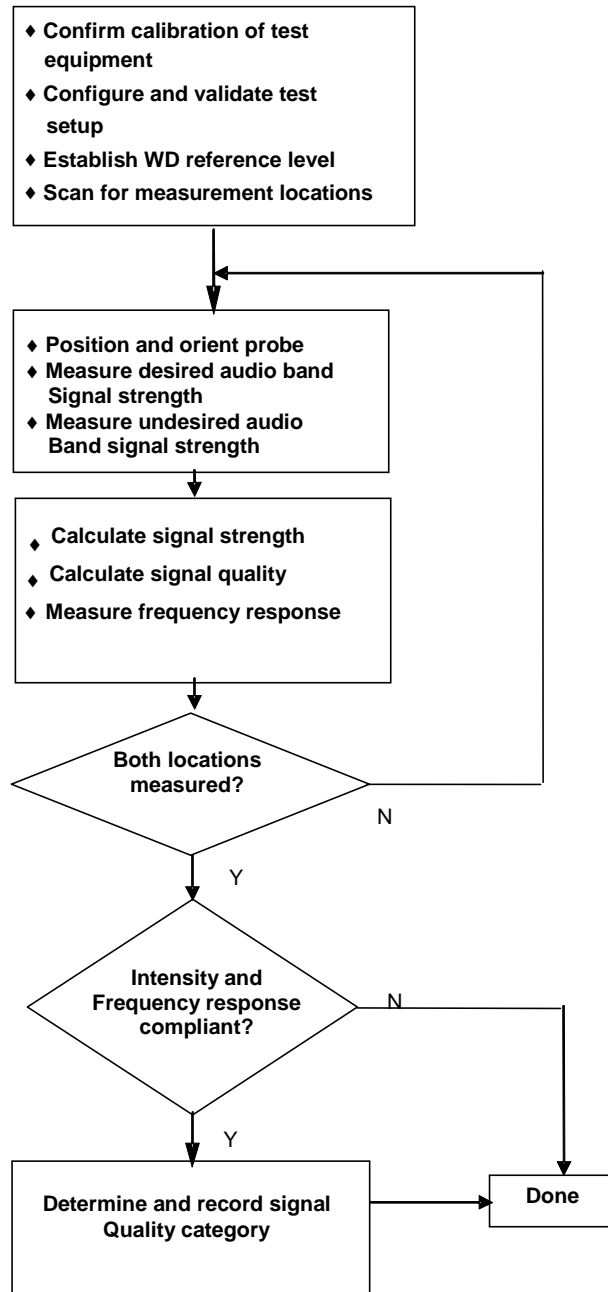 ♦ Confirm calibration of test
equipment
♦ Configure and validate test
setup
♦ Establish WD reference level
♦ Scan for measurement locations
♦ Position and orient probe
♦ Measure desired audio band
Signal strength
♦ Measure undesired audio
Band signal strength
♦ Calculate signal strength
♦ Calculate signal quality
♦ Measure frequency response
Both locations
measured?
N
Y
Intensity and
Frequency response
compliant?
N
Y
Determine and record signal
Quality category
Done